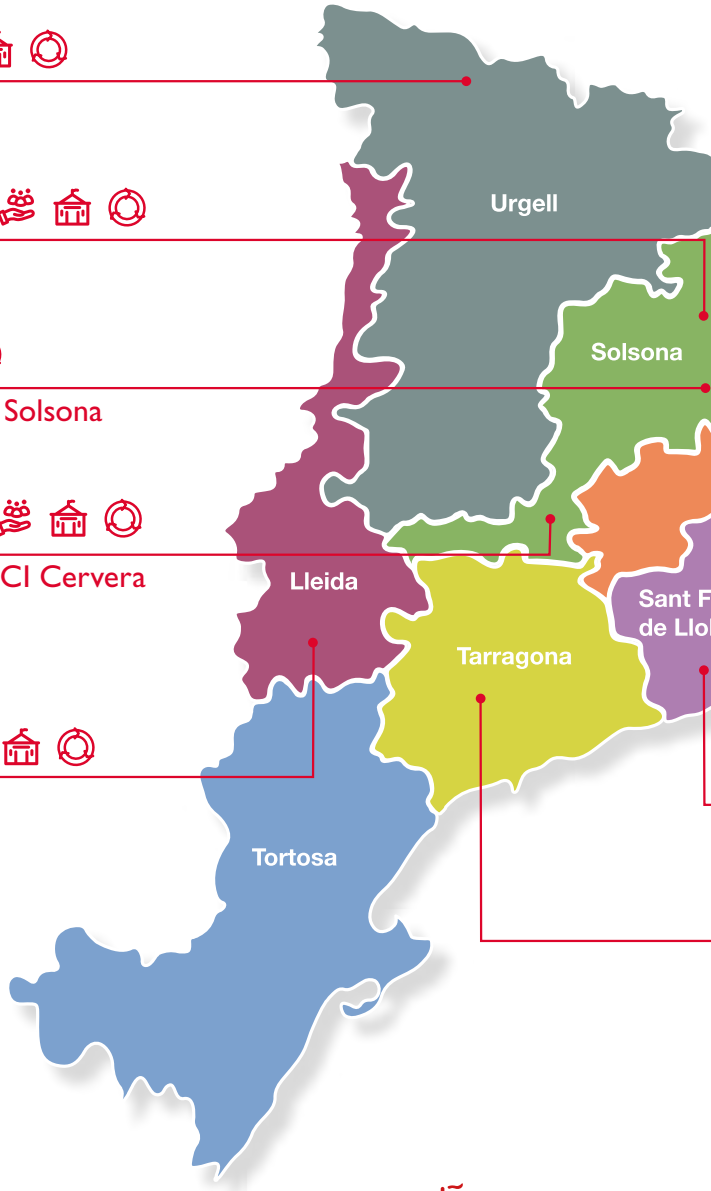 Urgell
Solsona
Solsona
CI Cervera
Lleida
Sant F
de Llo
Tarragona
Tortosa